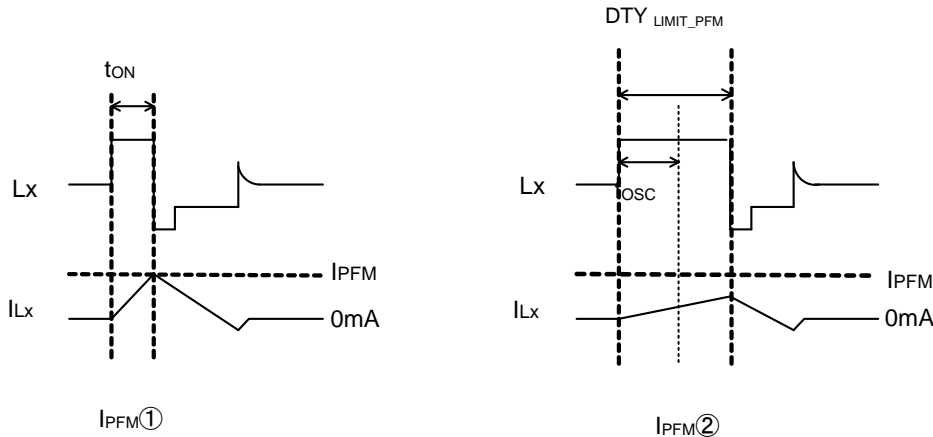 tON
Lx
IPFM
ILx
0mA
IPFM①
DTY LIMIT_PFM
Lx
OSC
IPFM
ILx
0mA
IPFM②